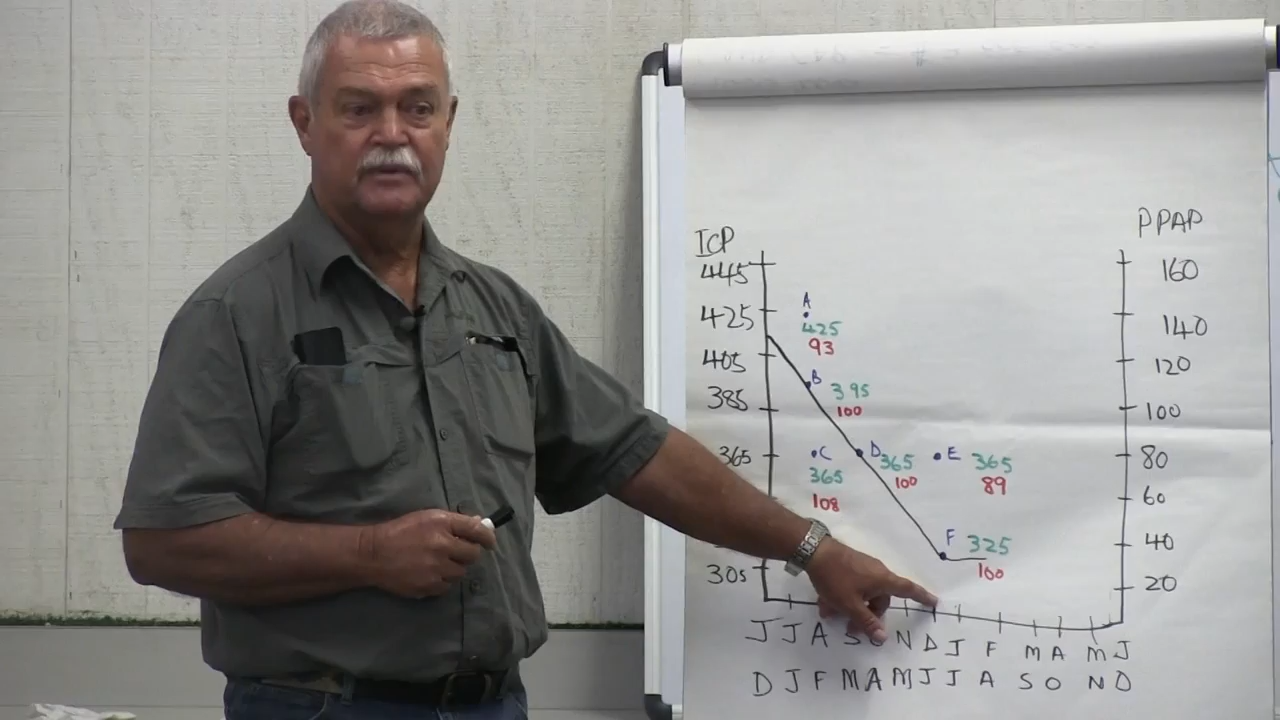 ICP
PPAP
445
160
A
425
425
140
93
405
120
B
395
385
100
100
365
C
D
365
E
365
80
365
100
89
108
60
F
325
40
305
100
20
J J A S O N D J F M A M J
D J F M A M J J A S O N D